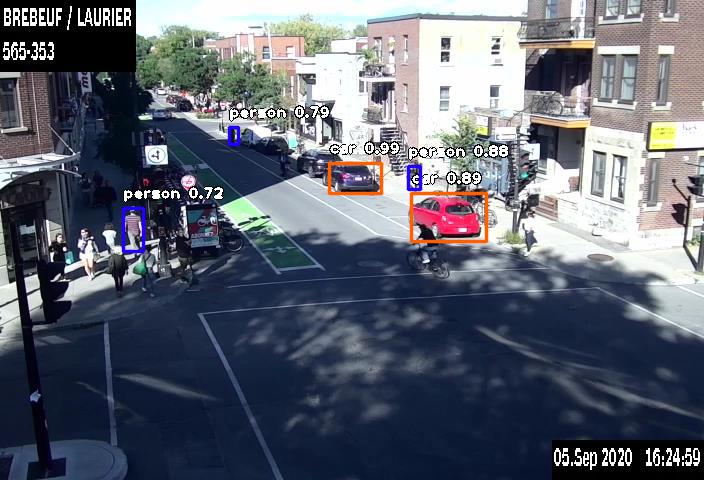 BREBEUF / LAURIER
565-353
person 0.79
car 0.99
person 0.88
car 0.89
person 0.72
05.Sep 2020 16:24:59